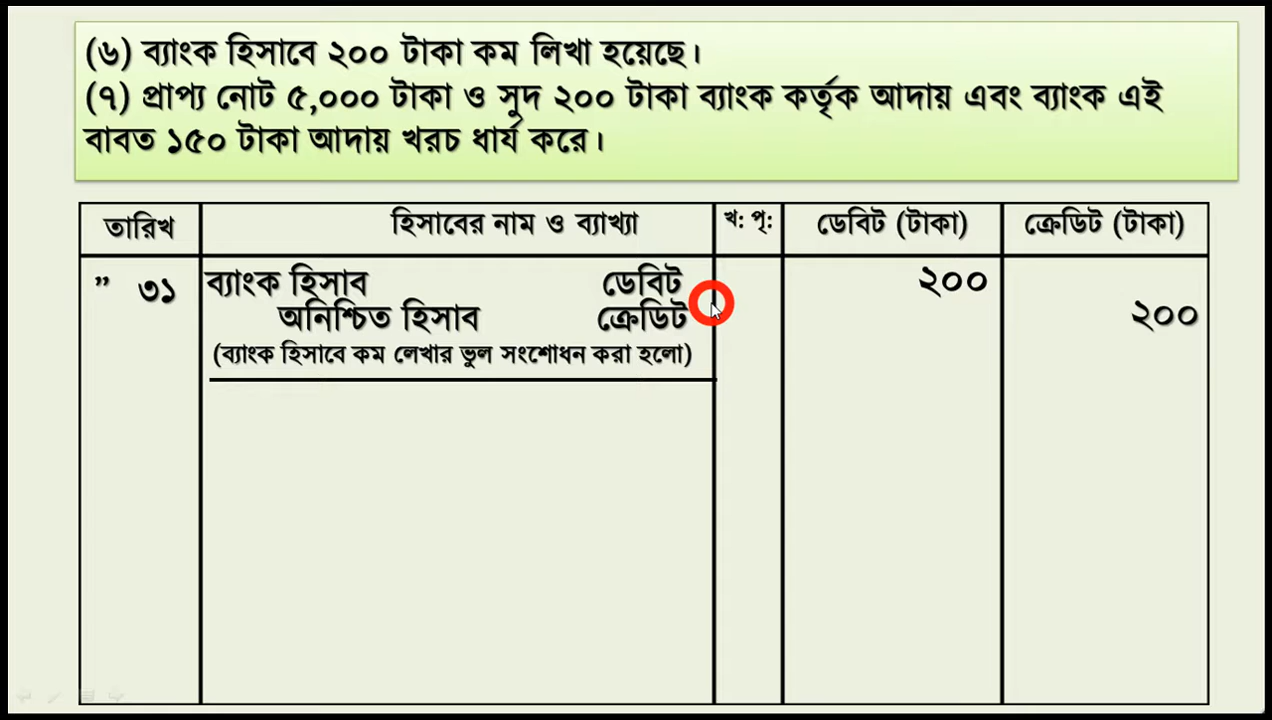 (৬) ব্যাংক হিসাবে ২০০ টাকা কম লিখা হয়েছে।
(৭) প্রাপ্য নোট ৫,০০০ টাকা ও সুদ ২০০ টাকা ব্যাংক কর্তৃক আদায় এবং ব্যাংক এই
বাবত ১৫০ টাকা আদায় খরচ ধার্য করে।
তারিখ হিসাবের নাম ও ব্যাখ্যা খ: পৃ: ডেবিট (টাকা) ক্রেডিট (টাকা)
” ৩১ ব্যাংক হিসাব ডেবিট ২০০
অনিশ্চিত হিসাব ক্রেডিট ২০০
(ব্যাংক হিসাবে কম লেখার ভুল সংশোধন করা হলো)